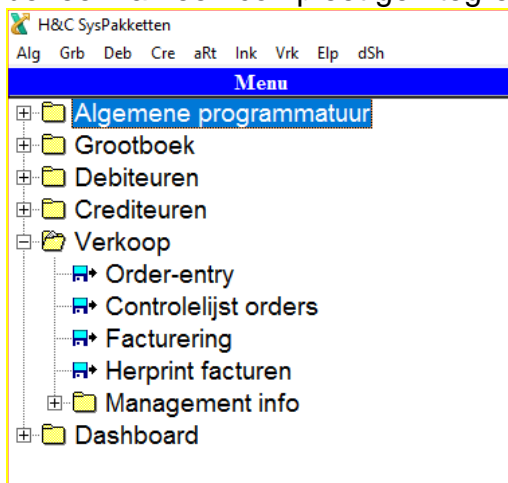 H&C SysPakketten
Alg Grb Deb Cre aRt Ink Vrk Elp dSh
Menu
Algemene programmatuur
Grootboek
Debiteuren
Crediteuren
Verkoop
Order-entry
Controlelijst orders
Facturering
Herprint facturen
Management info
Dashboard